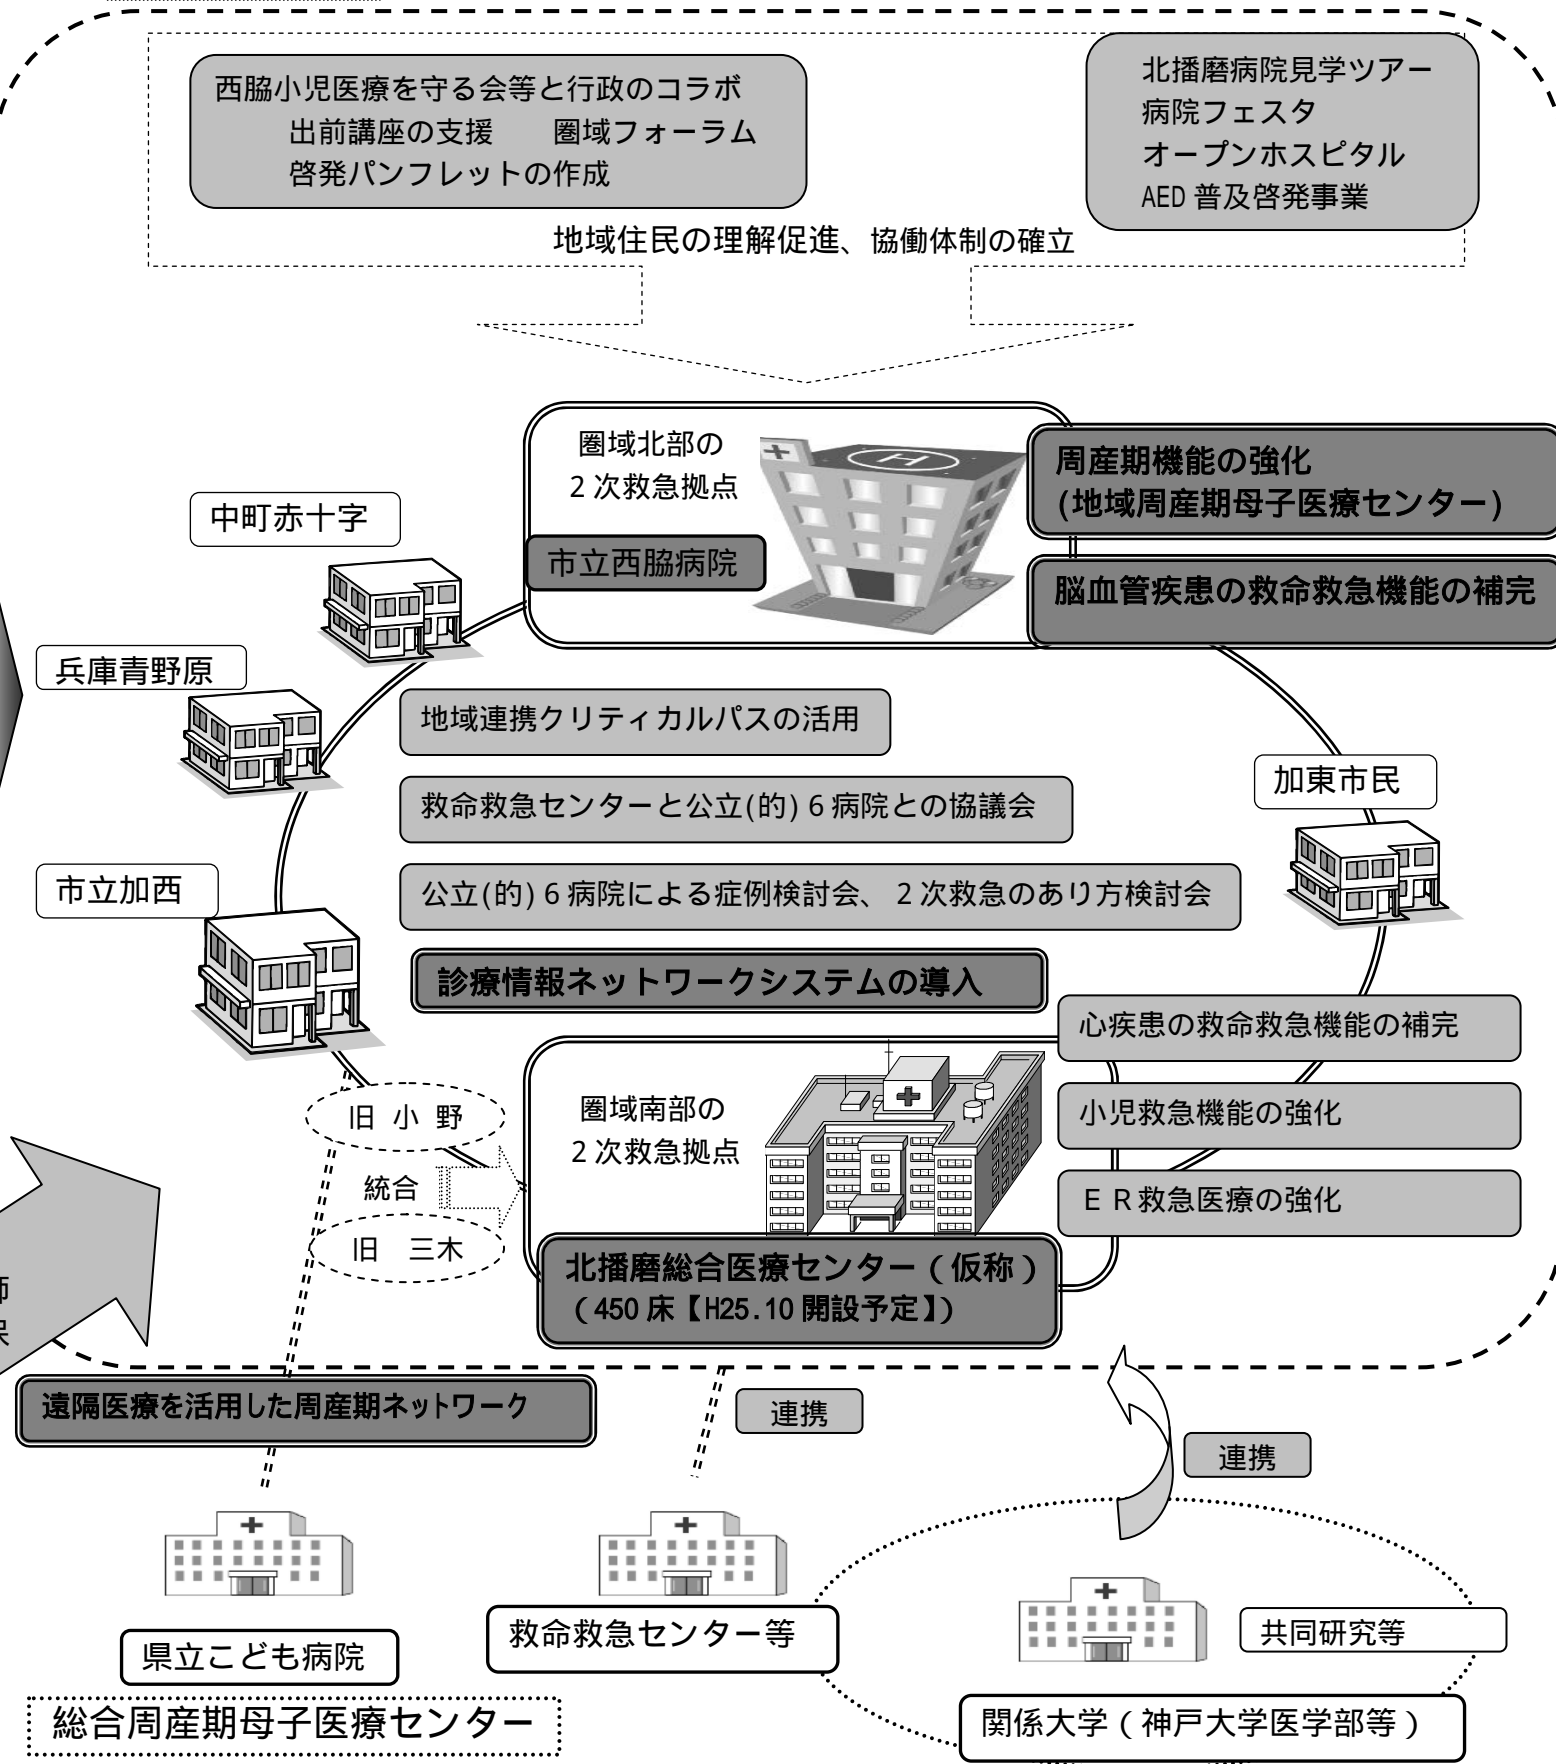 西脇小児医療を守る会等と行政のコラボ
出前講座の支援　　圏域フォーラム
啓発パンフレットの作成
北播磨病院見学ツアー
病院フェスタ
オープンホスピタル
AED 普及啓発事業
地域住民の理解促進、協働体制の確立
圏域北部の
２次救急拠点
市立西脇病院
周産期機能の強化
(地域周産期母子医療センター)
脳血管疾患の救命救急機能の補完
中町赤十字
兵庫青野原
地域連携クリティカルパスの活用
加東市民
救命救急センターと公立(的)６病院との協議会
市立加西
公立(的)６病院による症例検討会、２次救急のあり方検討会
診療情報ネットワークシステムの導入
心疾患の救命救急機能の補完
旧 小 野
圏域南部の
２次救急拠点
小児救急機能の強化
統合
ＥＲ救急医療の強化
旧　三木
北播磨総合医療センター（仮称）
（450 床【H25.10 開設予定】）
師
保
遠隔医療を活用した周産期ネットワーク
連携
連携
県立こども病院
救命救急センター等
共同研究等
総合周産期母子医療センター
関係大学（神戸大学医学部等）